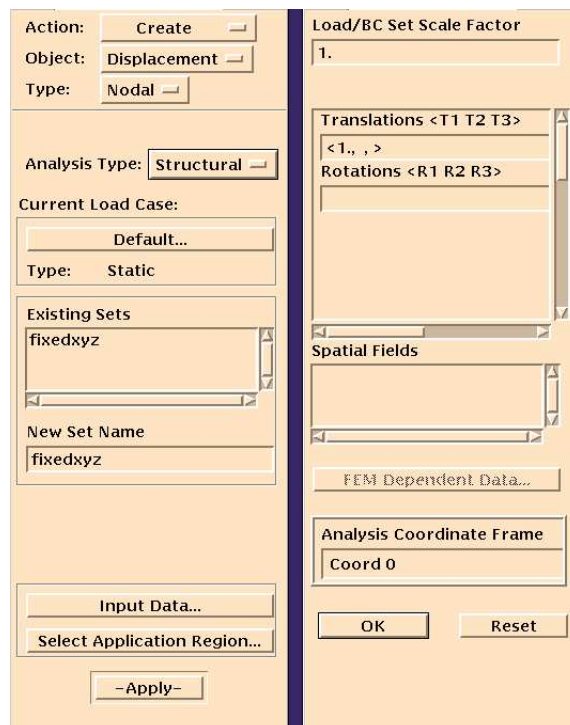 Action: Create
Object: Displacement
Type: Nodal
Analysis Type: Structural
Current Load Case:
Default...
Type: Static
Existing Sets
fixedxyz
New Set Name
fixedxyz
Input Data...
Select Application Region...
-Apply-
Load/BC Set Scale Factor
1.
Translations <T1 T2 T3>
<1., , >
Rotations <R1 R2 R3>
Spatial Fields
FEM Dependent Data...
Analysis Coordinate Frame
Coord 0
OK Reset